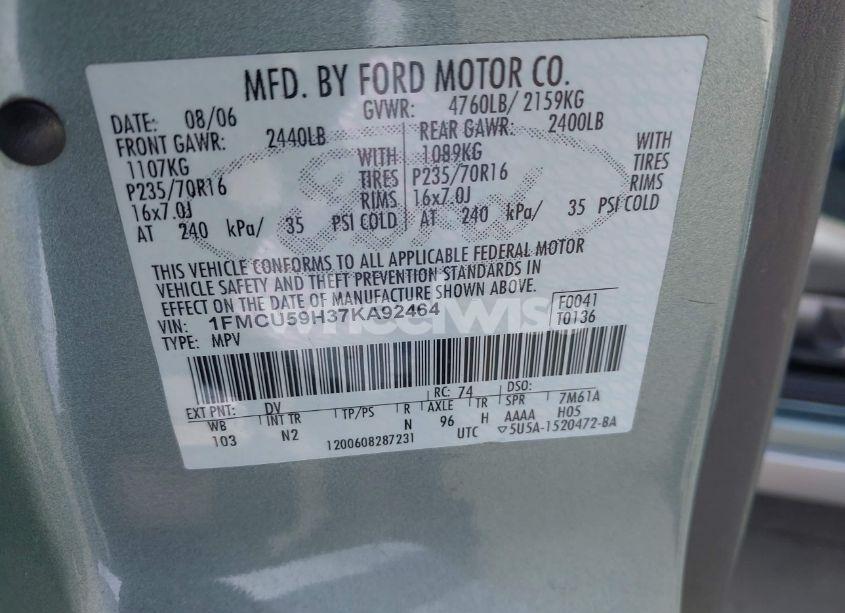 MFD. BY FORD MOTOR CO.
DATE: 08/06 GVWR: 4760LB/ 2159KG
FRONT GAWR: 2440LB REAR GAWR: 2400LB
1107KG WITH 1089KG WITH
P235/70R16 TIRES P235/70R16 TIRES
16x7.0J RIMS 16x7.0J RIMS
AT 240 kPa/ 35 PSI COLD AT 240 kPa/ 35 PSI COLD
THIS VEHICLE CONFORMS TO ALL APPLICABLE FEDERAL MOTOR
VEHICLE SAFETY AND THEFT PREVENTION STANDARDS IN
EFFECT ON THE DATE OF MANUFACTURE SHOWN ABOVE.
VIN: 1FMCU59H37KA92464 F0041
TYPE: MPV T0136
EXT PNT: DV RC: 74 DSO:
WB INT TR TP/PS R AXLE TR SPR 7M61A
103 N2 N 96 H AAAA H05
1200608287231 UTC ▽5U5A-1520472-BA
Ford